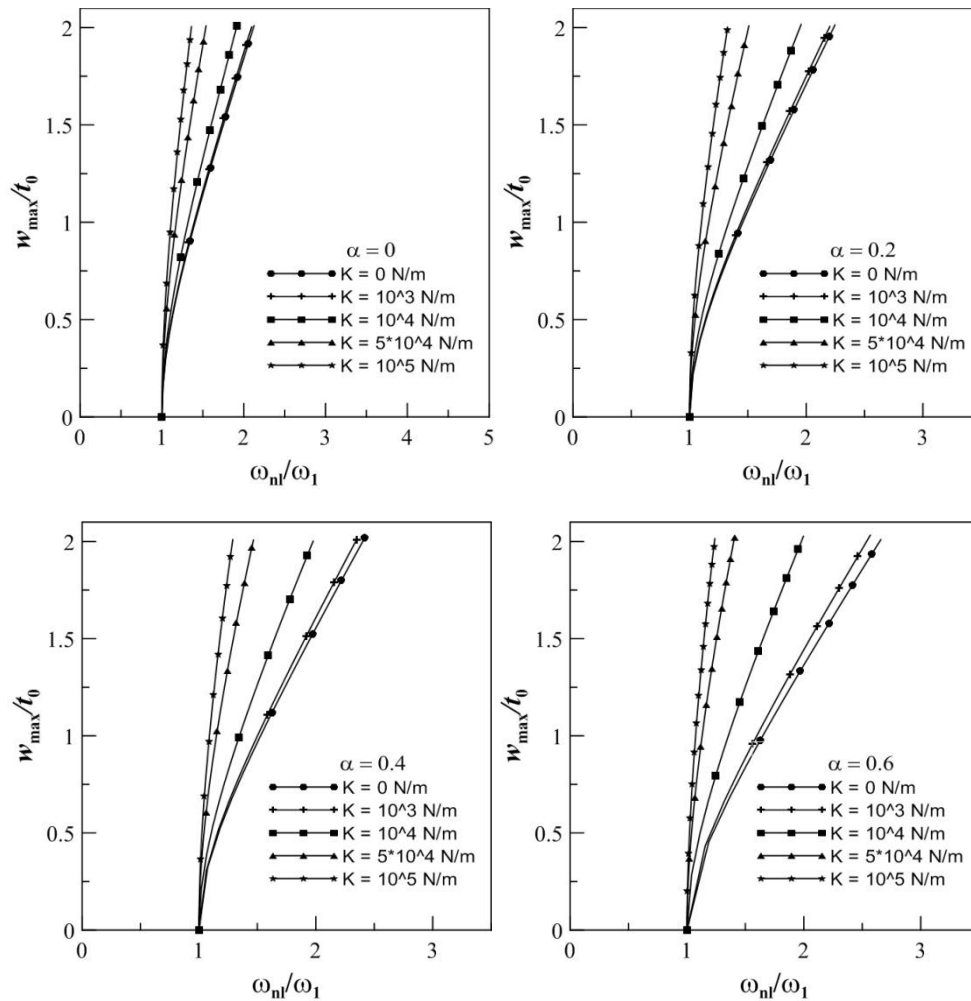 2
1.5
1
0.5
0
w_max/t_0
α = 0
K = 0 N/m
K = 10^3 N/m
K = 10^4 N/m
K = 5*10^4 N/m
K = 10^5 N/m
0 1 2 3 4 5
ω_nl/ω_1
2
1.5
1
0.5
0
w_max/t_0
α = 0.2
K = 0 N/m
K = 10^3 N/m
K = 10^4 N/m
K = 5*10^4 N/m
K = 10^5 N/m
0 1 2 3
ω_nl/ω_1
2
1.5
1
0.5
0
w_max/t_0
α = 0.4
K = 0 N/m
K = 10^3 N/m
K = 10^4 N/m
K = 5*10^4 N/m
K = 10^5 N/m
0 1 2 3
ω_nl/ω_1
2
1.5
1
0.5
0
w_max/t_0
α = 0.6
K = 0 N/m
K = 10^3 N/m
K = 10^4 N/m
K = 5*10^4 N/m
K = 10^5 N/m
0 1 2 3
ω_nl/ω_1